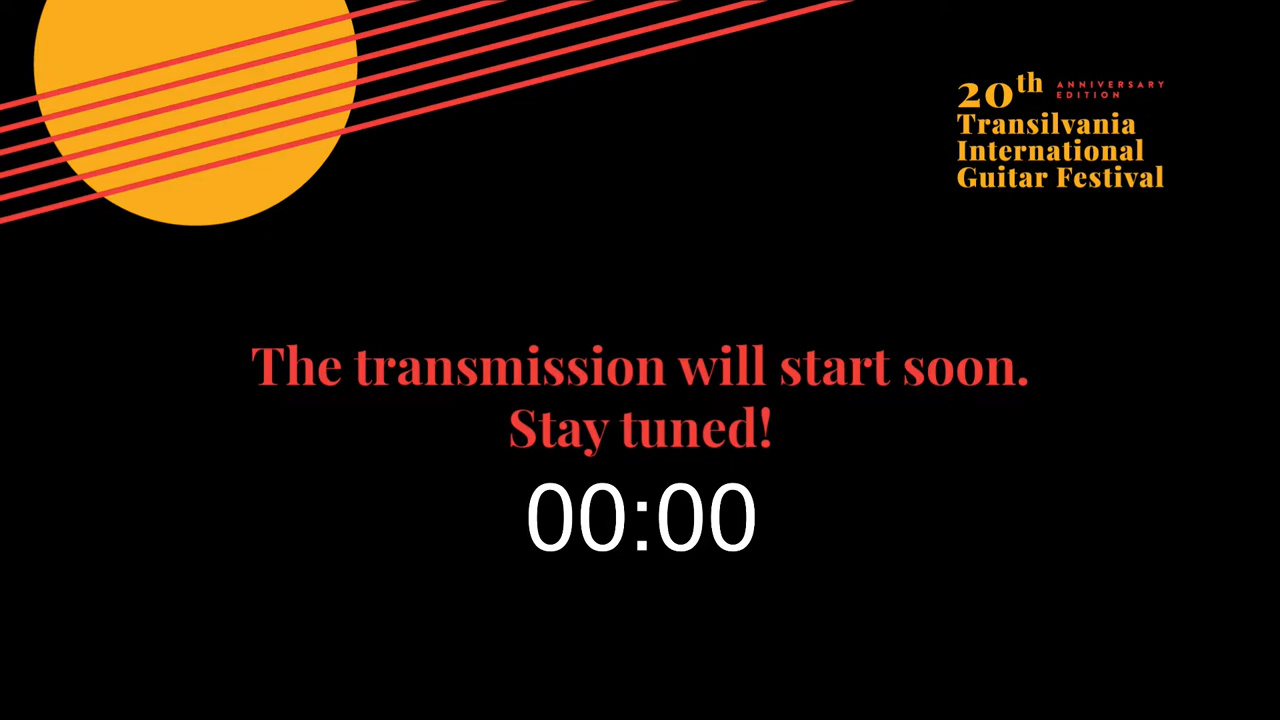 20th ANNIVERSARY
EDITION
Transilvania
International
Guitar Festival
The transmission will start soon.
Stay tuned!
00:00